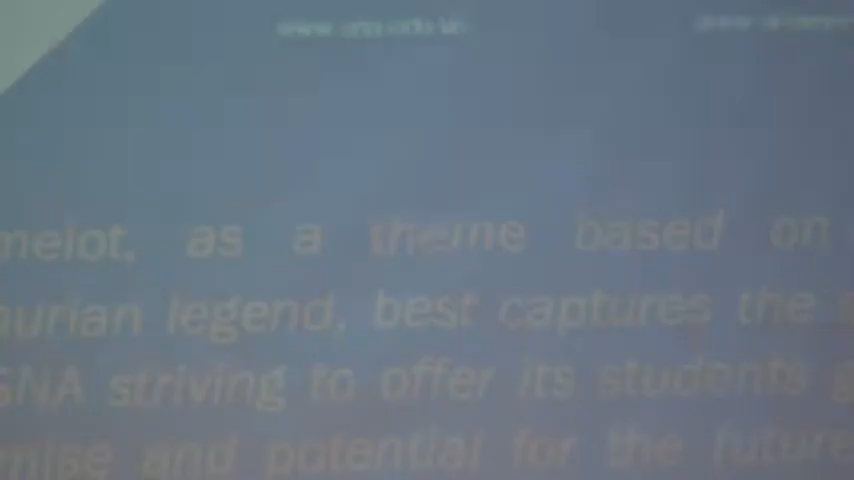 melot, as a theme based on
hurian legend, best captures the
SNA striving to offer its students
mise and potential for the future